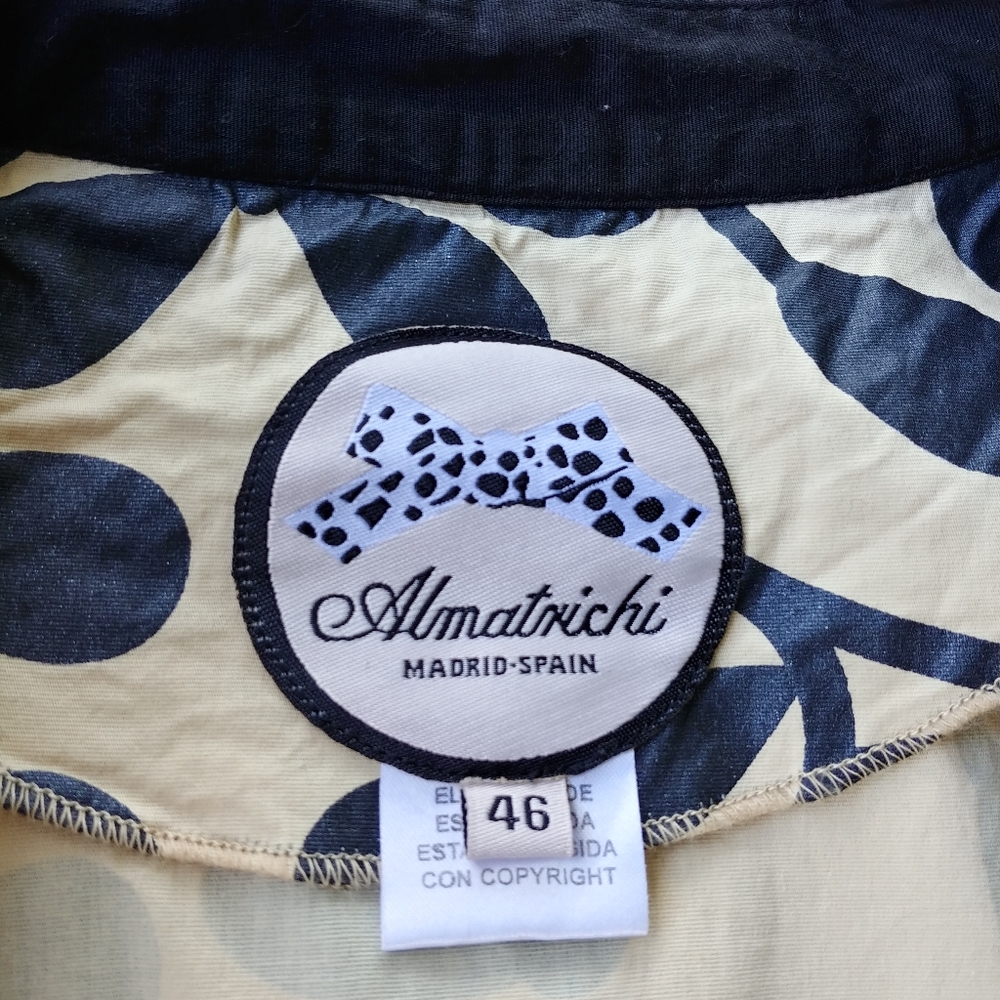 Almatrichi
MADRID-SPAIN
46
EL DE
CON COPYRIGHT